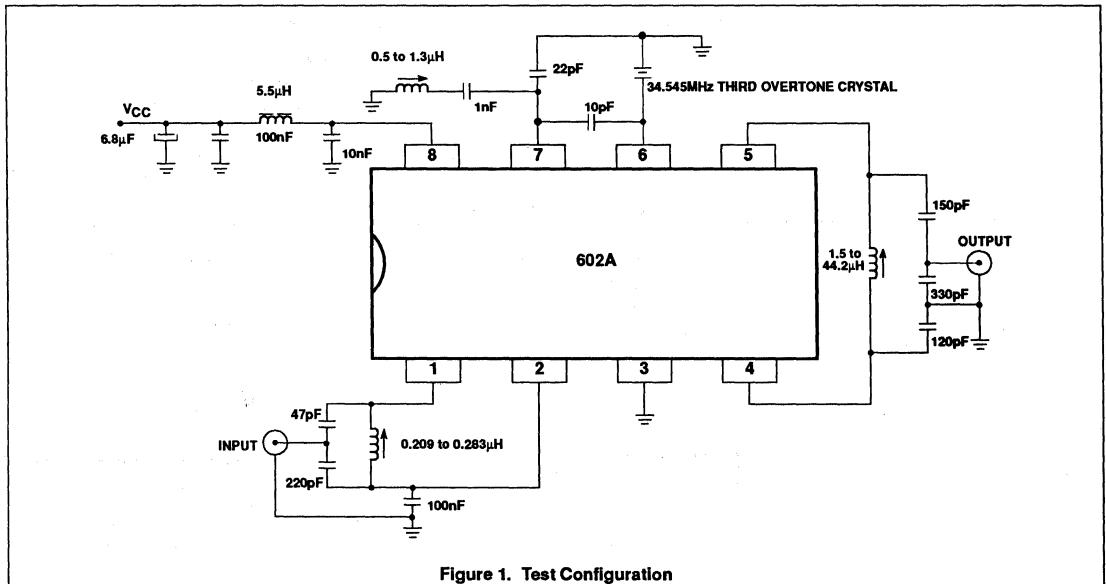 0.5 to 1.3μH
22pF
34.545MHz THIRD OVERTONE CRYSTAL
5.5μH
1nF
10pF
VCC
6.8μF
100nF
10nF
8
7
6
5
150pF
OUTPUT
602A
1.5 to
44.2μH
330pF
120pF
1
2
3
4
47pF
INPUT
0.209 to 0.283μH
220pF
100nF
Figure 1. Test Configuration